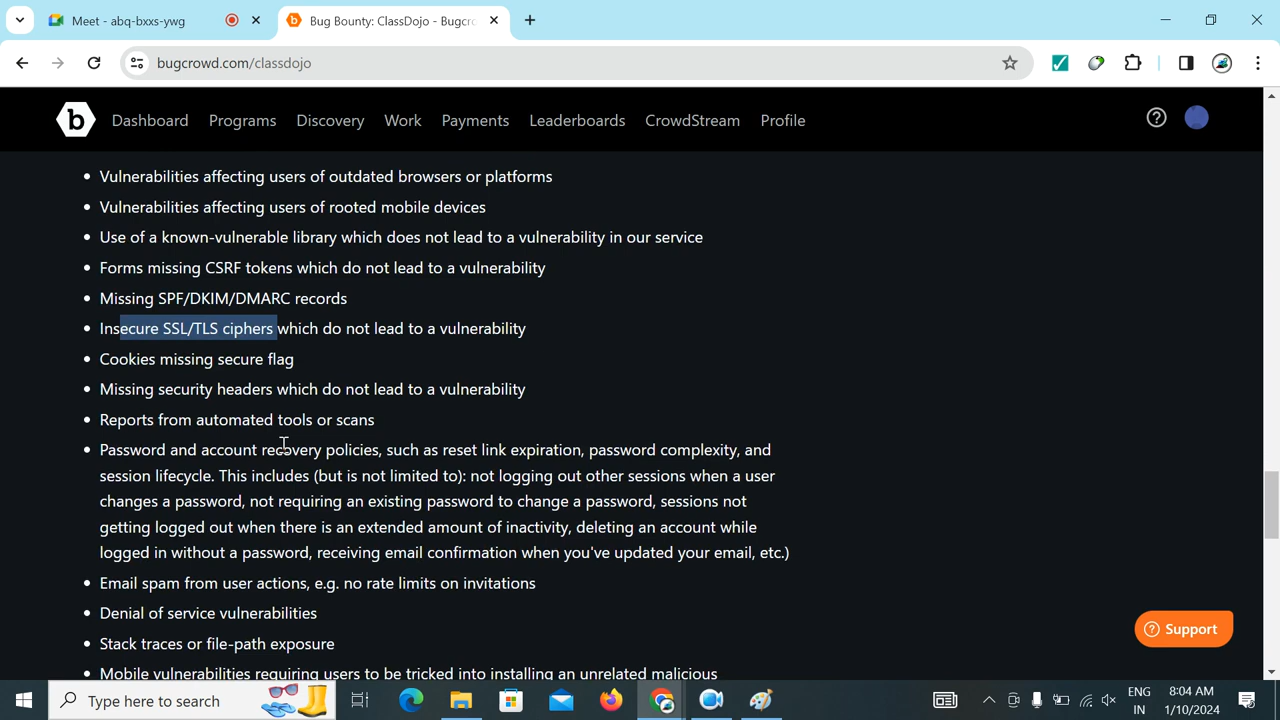 Meet - abq-bxxs-ywg
Bug Bounty: ClassDojo - Bugcro
bugcrowd.com/classdojo
b
Dashboard Programs Discovery Work Payments Leaderboards CrowdStream Profile
Vulnerabilities affecting users of outdated browsers or platforms
Vulnerabilities affecting users of rooted mobile devices
Use of a known-vulnerable library which does not lead to a vulnerability in our service
Forms missing CSRF tokens which do not lead to a vulnerability
Missing SPF/DKIM/DMARC records
Insecure SSL/TLS ciphers which do not lead to a vulnerability
Cookies missing secure flag
Missing security headers which do not lead to a vulnerability
Reports from automated tools or scans
Password and account recovery policies, such as reset link expiration, password complexity, and
session lifecycle. This includes (but is not limited to): not logging out other sessions when a user
changes a password, not requiring an existing password to change a password, sessions not
getting logged out when there is an extended amount of inactivity, deleting an account while
logged in without a password, receiving email confirmation when you've updated your email, etc.)
Email spam from user actions, e.g. no rate limits on invitations
Denial of service vulnerabilities
Stack traces or file-path exposure
Mobile vulnerabilities requiring users to be tricked into installing an unrelated malicious
Support
Type here to search
ENG
IN
8:04 AM
1/10/2024